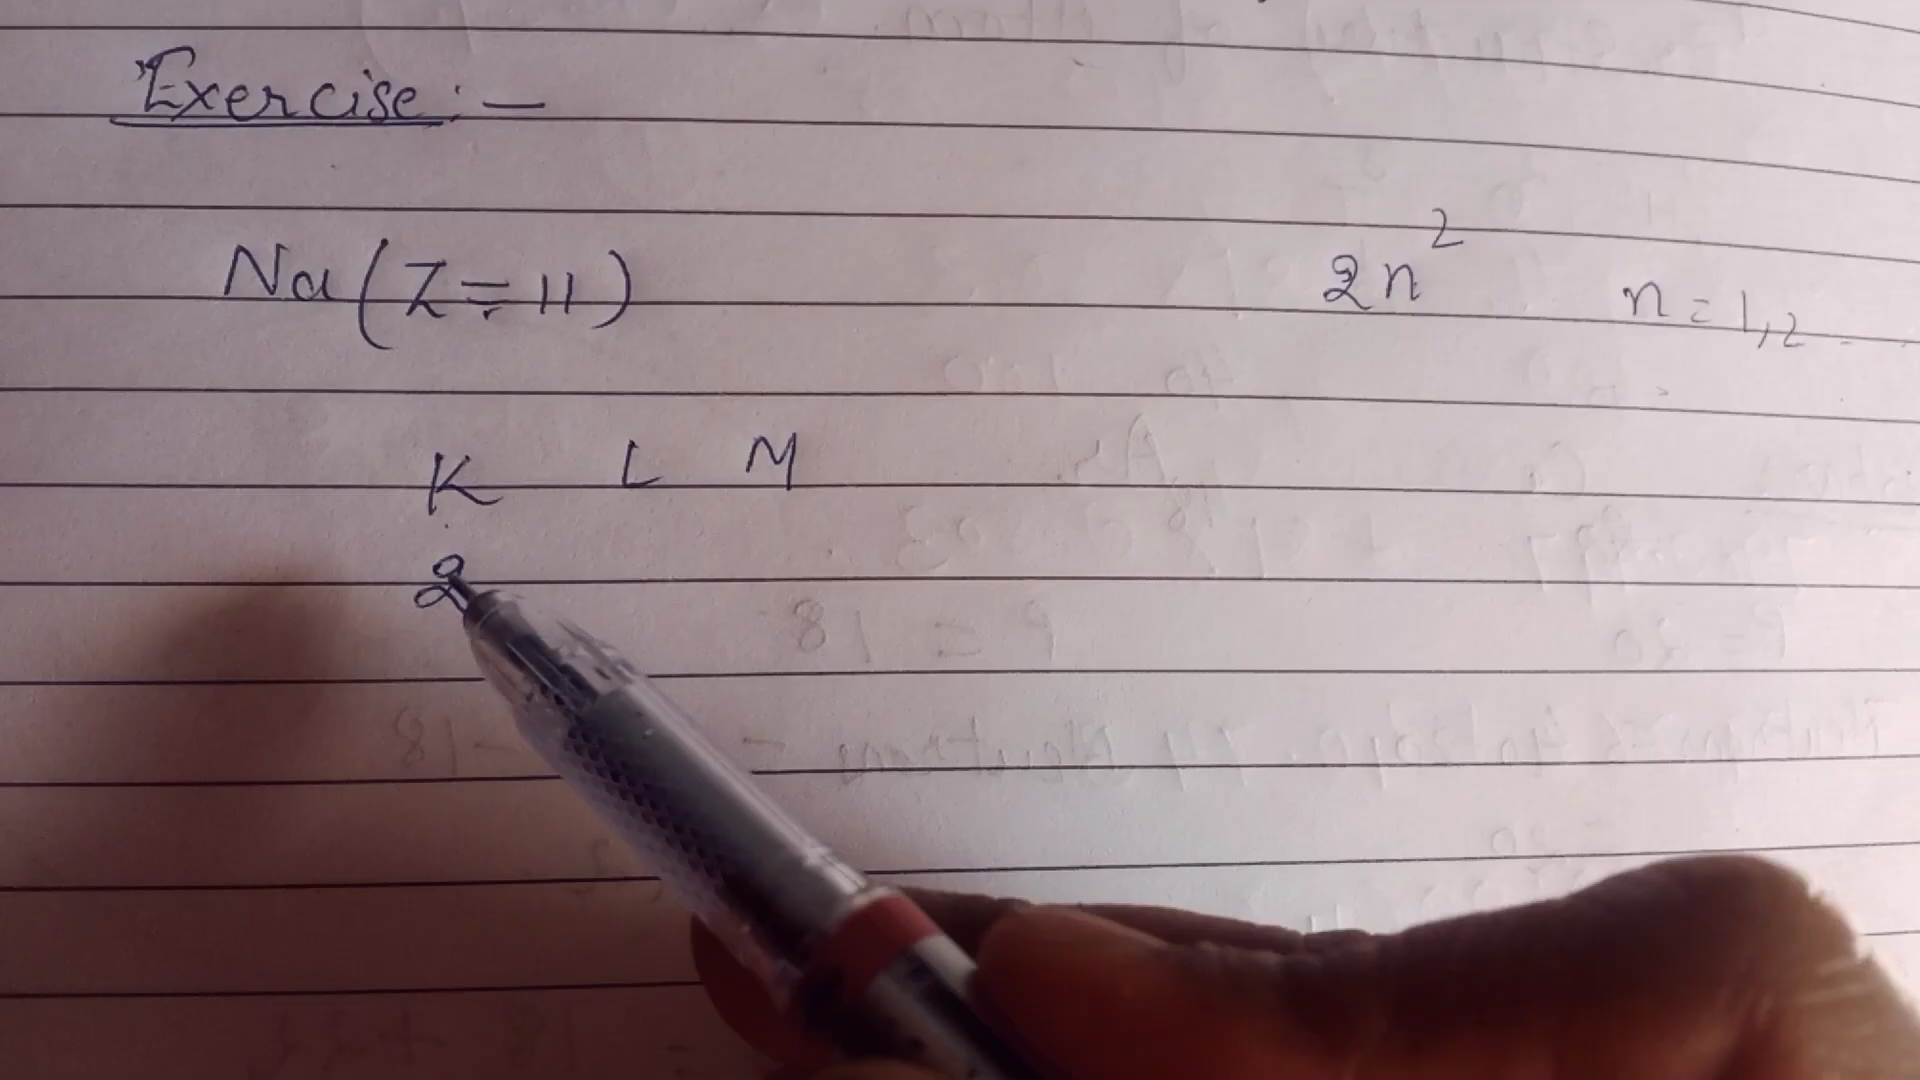 Exercise:—
Na (Z=11) 2n² n=1,2
K L M
2